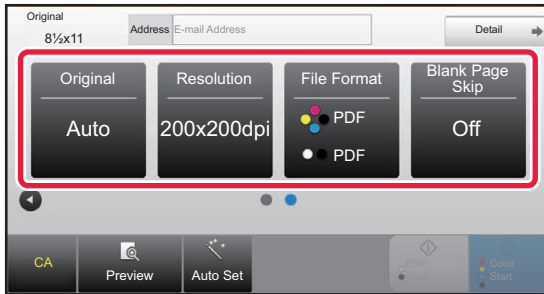 Original
8½x11
Address
E-mail Address
Detail
Original
Auto
Resolution
200x200dpi
File Format
PDF
PDF
Blank Page
Skip
Off
CA
Preview
Auto Set
B/W
Start
Color
Start